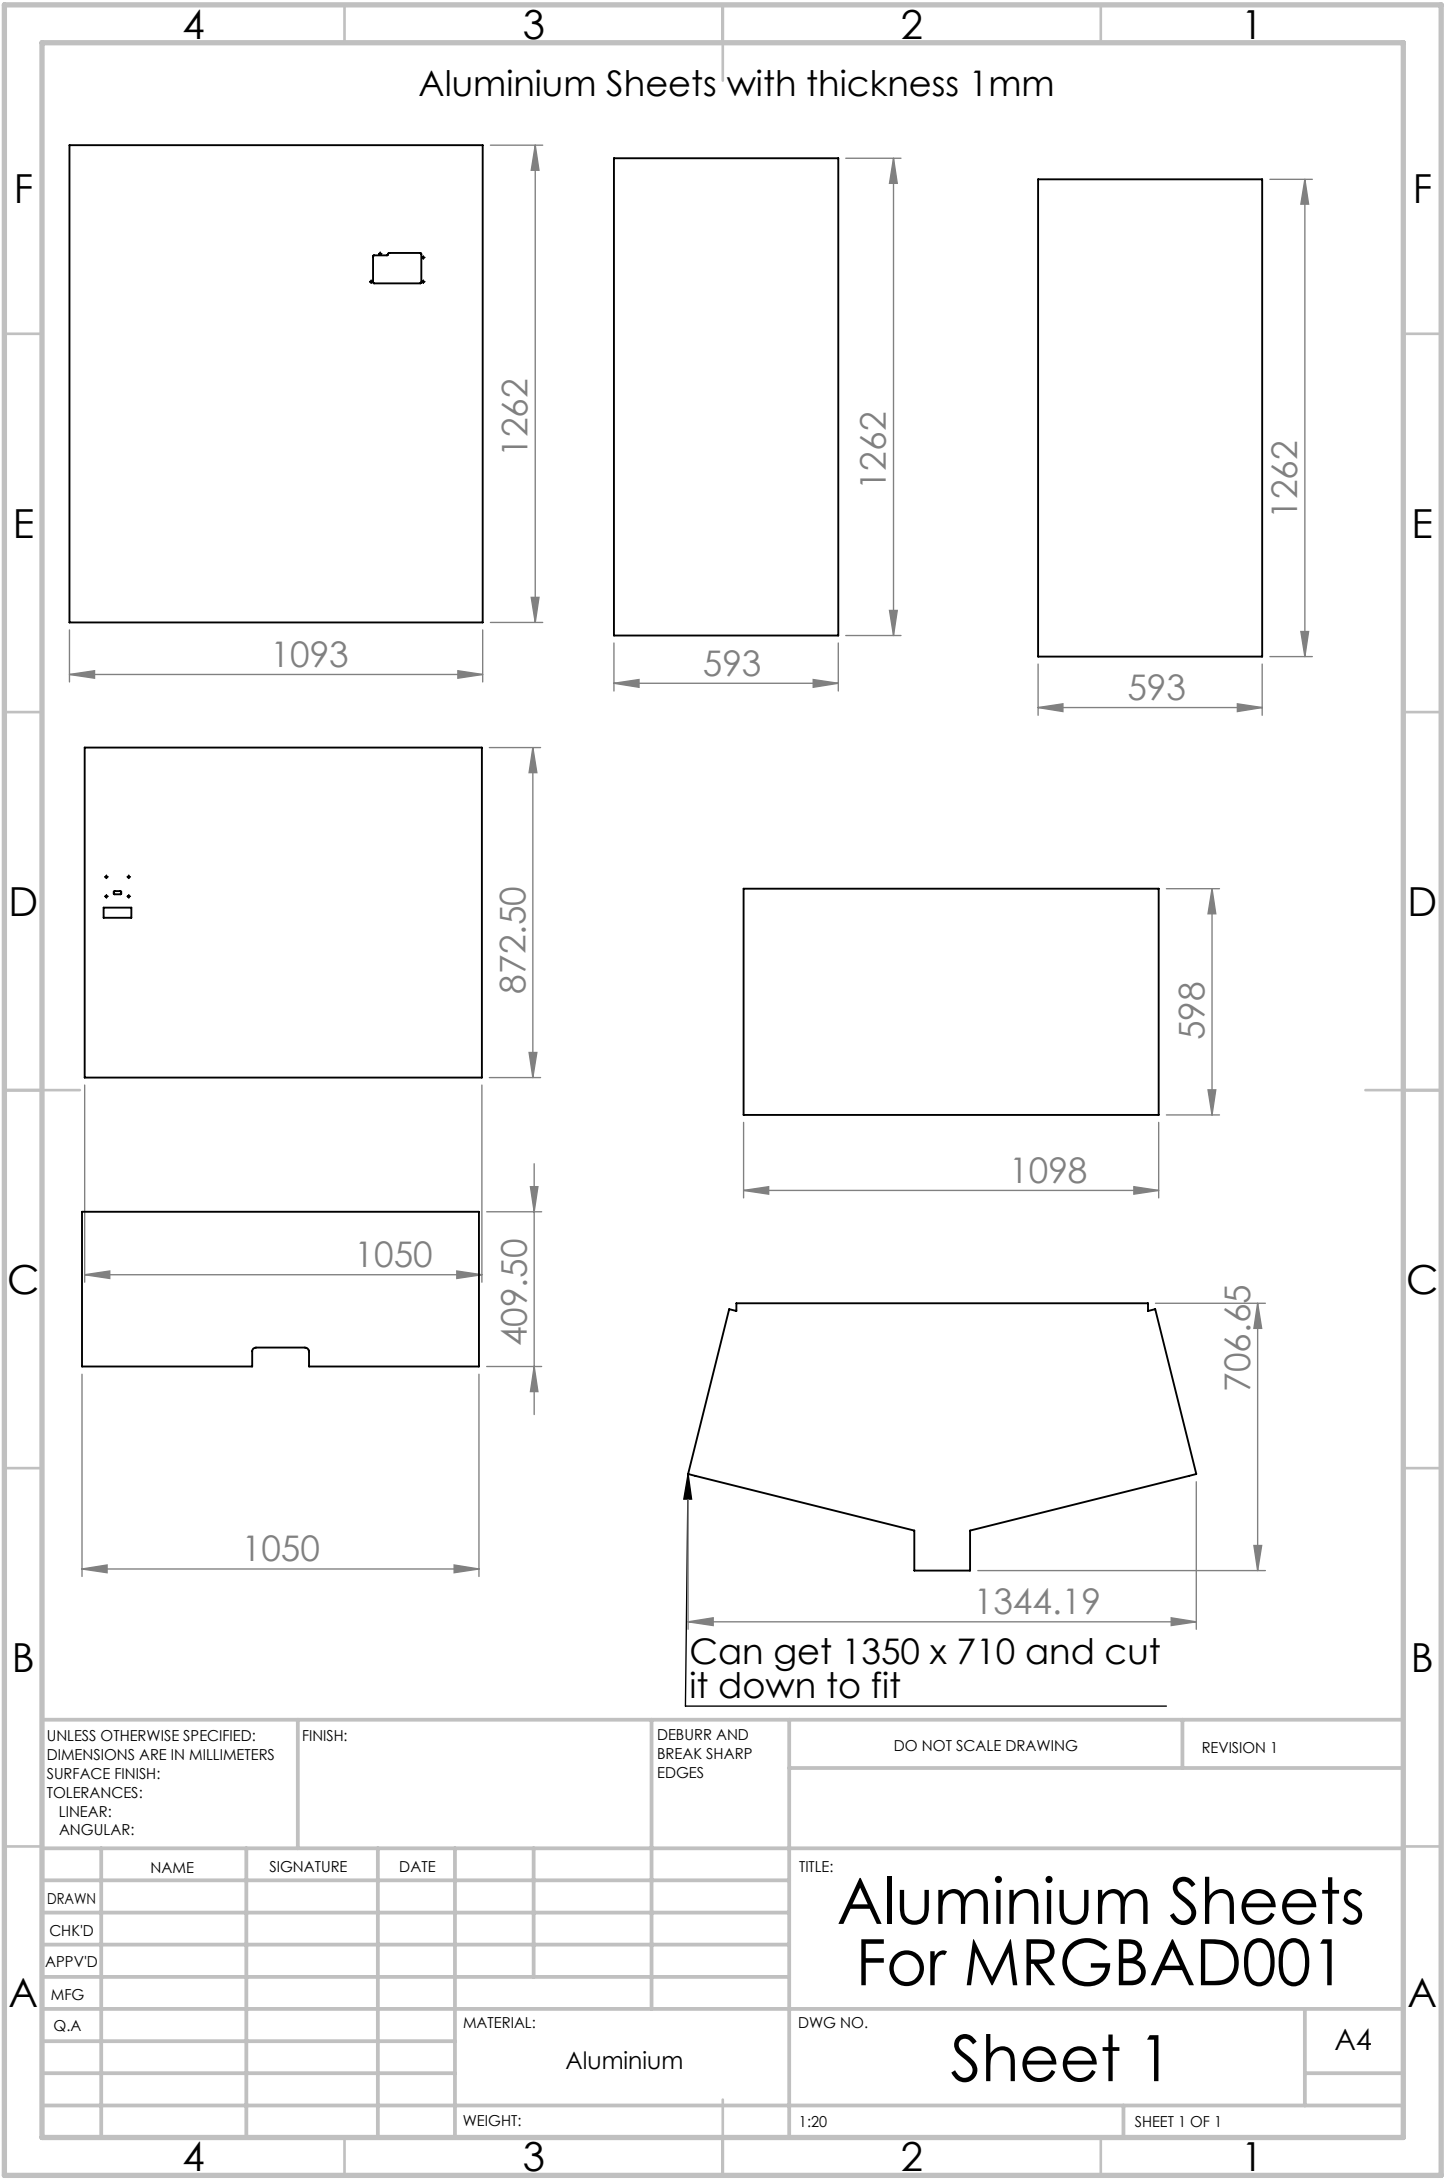 4 3 2 1
Aluminium Sheets with thickness 1mm
F F
1262
1262
1262
E E
1093
593
593
872.50
D D
598
1098
1050
409.50
C C
706.65
1050
1344.19
Can get 1350 x 710 and cut
it down to fit
B B
UNLESS OTHERWISE SPECIFIED:
DIMENSIONS ARE IN MILLIMETERS
SURFACE FINISH:
TOLERANCES:
LINEAR:
ANGULAR:
FINISH:
DEBURR AND
BREAK SHARP
EDGES
DO NOT SCALE DRAWING
REVISION 1
NAME SIGNATURE DATE
DRAWN
CHK'D
APPV'D
MFG
Q.A
TITLE:
Aluminium Sheets
For MRGBAD001
A A
MATERIAL:
Aluminium
DWG NO.
Sheet 1
A4
WEIGHT:
1:20
SHEET 1 OF 1
4 3 2 1